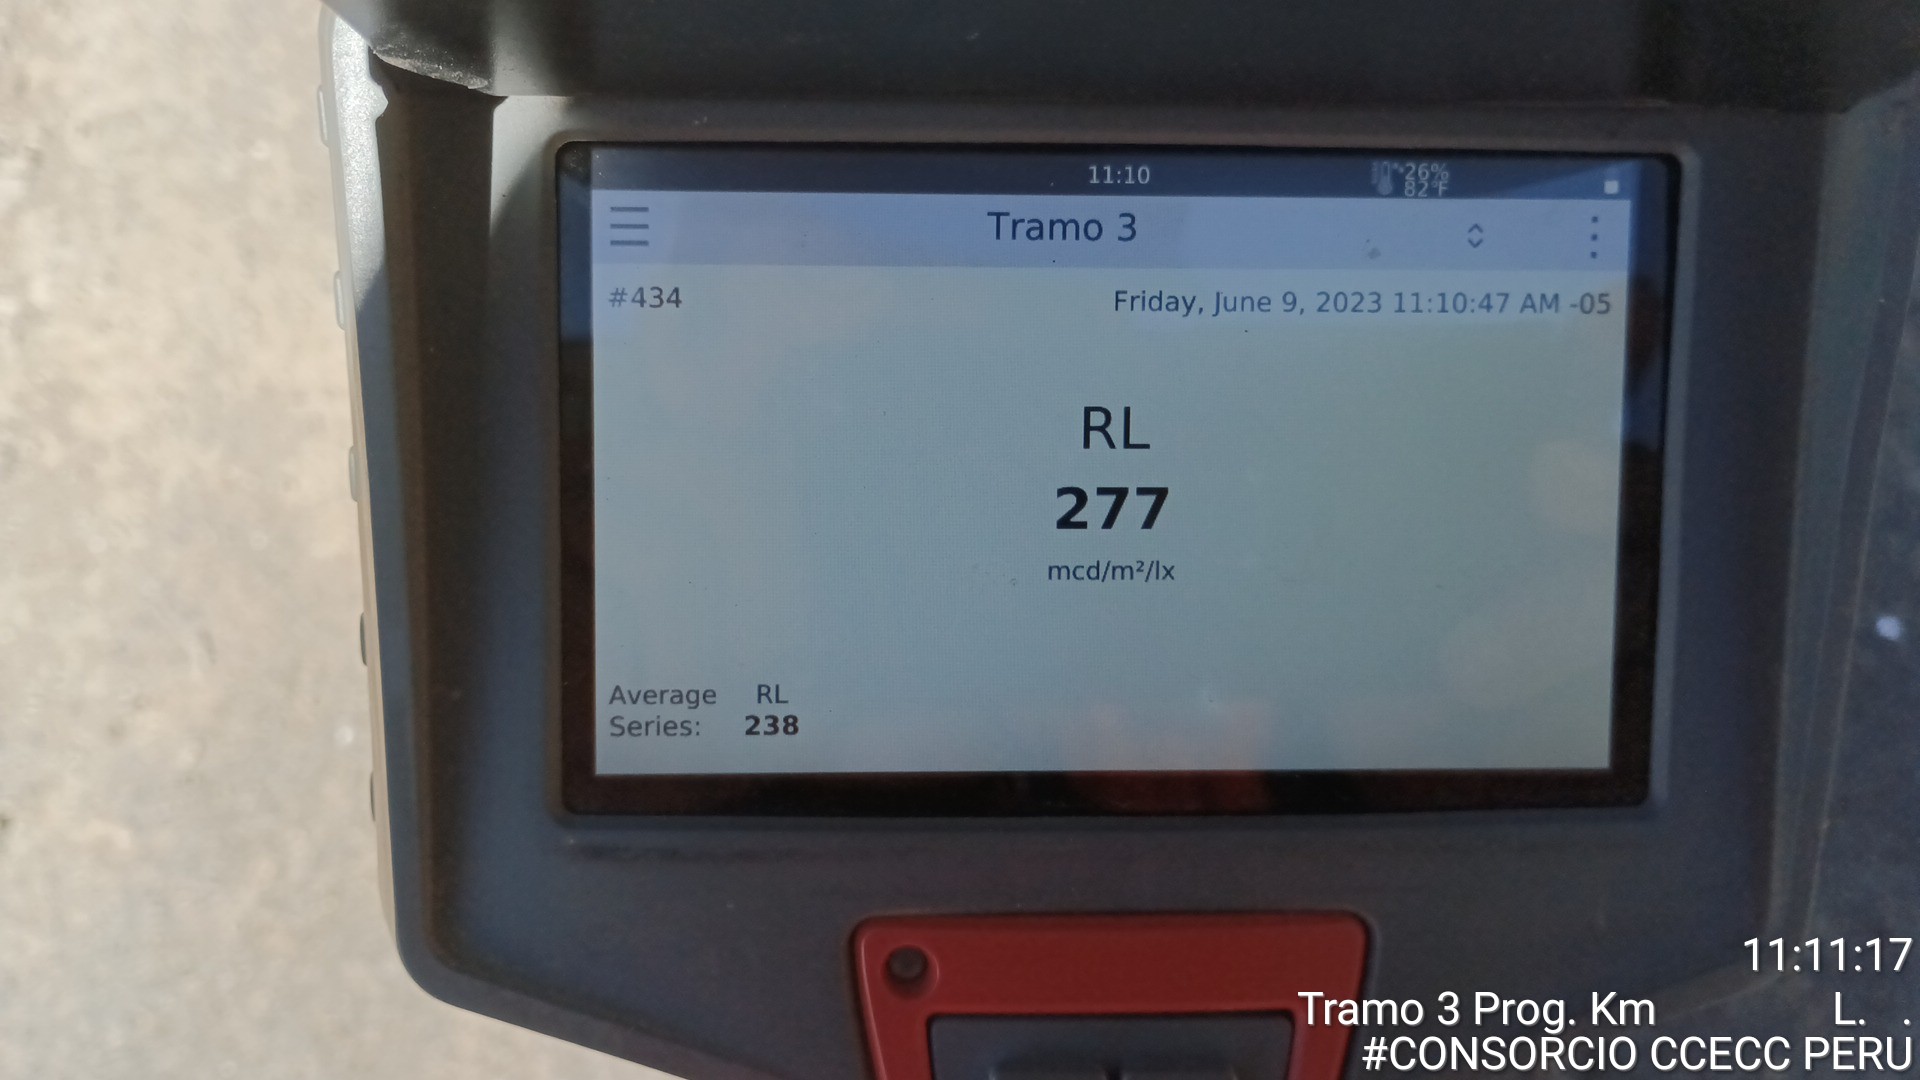 11:10
26%
82°F
Tramo 3
#434
Friday, June 9, 2023 11:10:47 AM -05
RL
277
mcd/m²/lx
Average RL
Series: 238
11:11:17
Tramo 3 Prog. Km L. .
#CONSORCIO CCECC PERU